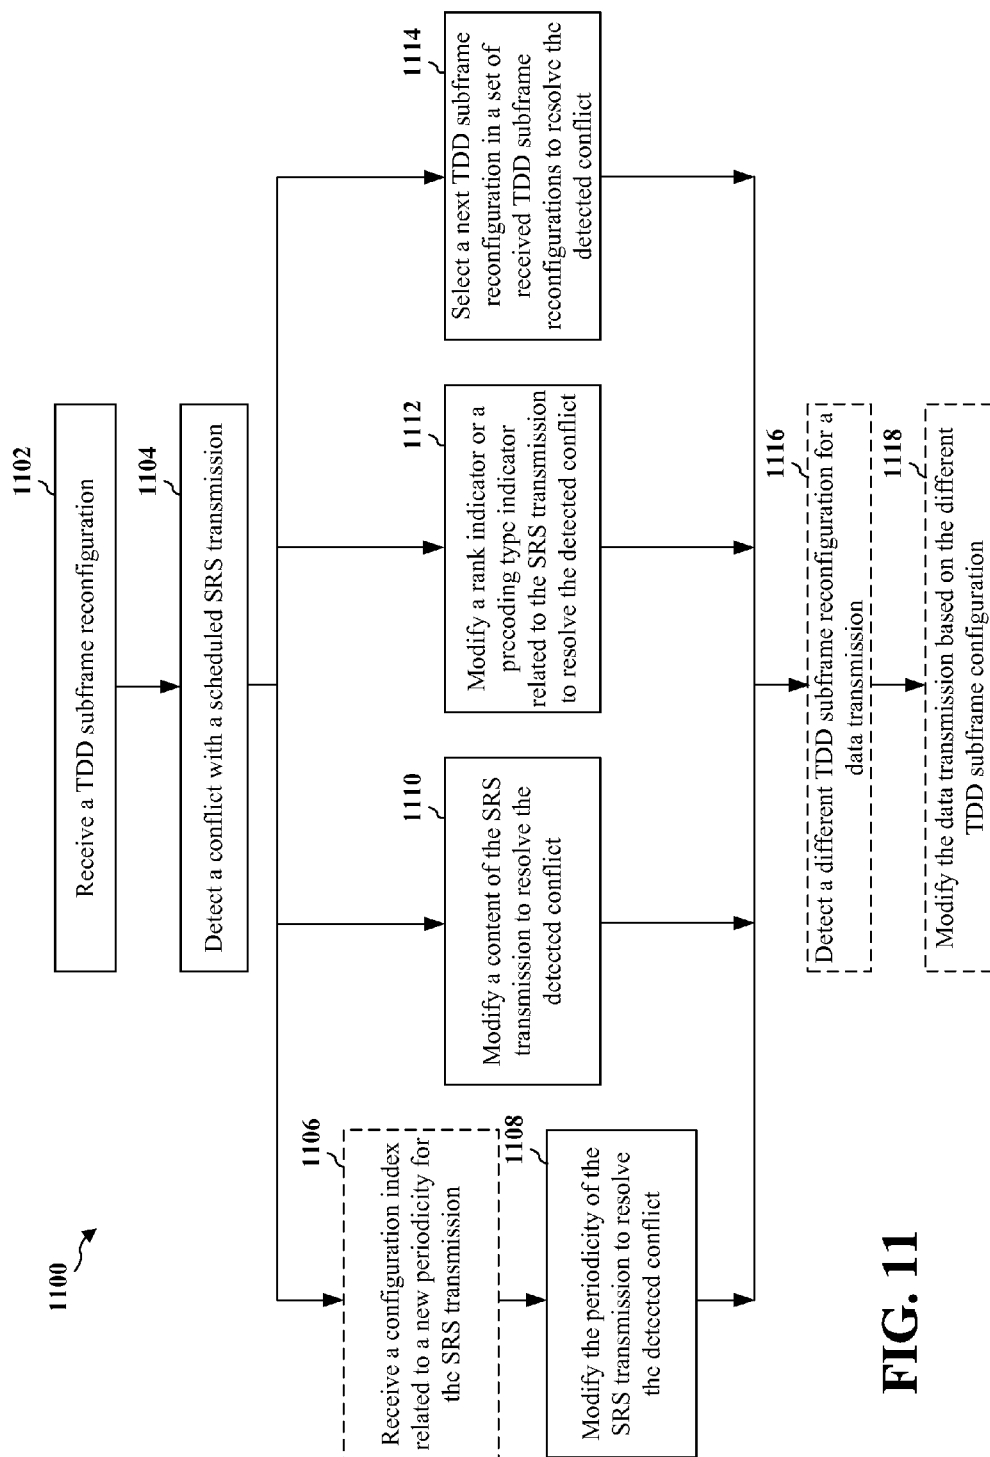 1100
1102
Receive a TDD subframe reconfiguration
1104
Detect a conflict with a scheduled SRS transmission
1106
Receive a configuration index
related to a new periodicity for
the SRS transmission
1108
Modify the periodicity of the
SRS transmission to resolve
the detected conflict
1110
Modify a content of the SRS
transmission to resolve the
detected conflict
1112
Modify a rank indicator or a
precoding type indicator
related to the SRS transmission
to resolve the detected conflict
1114
Select a next TDD subframe
reconfiguration in a set of
received TDD subframe
reconfigurations to resolve the
detected conflict
1116
Detect a different TDD subframe reconfiguration for a
data transmission
1118
Modify the data transmission based on the different
TDD subframe configuration
FIG. 11